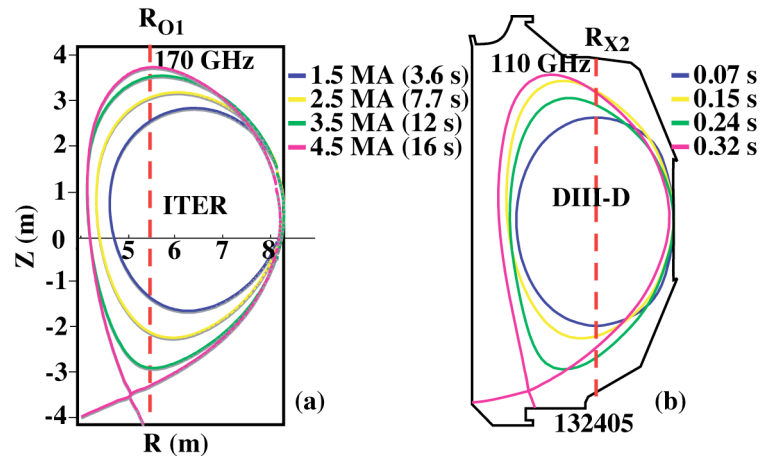 R_O1
170 GHz
4
3
2
1
0
-1
-2
-3
-4
Z (m)
5 6 7 8
R (m)
ITER
(a)
1.5 MA (3.6 s)
2.5 MA (7.7 s)
3.5 MA (12 s)
4.5 MA (16 s)
R_X2
110 GHz
DIII-D
132405
(b)
0.07 s
0.15 s
0.24 s
0.32 s